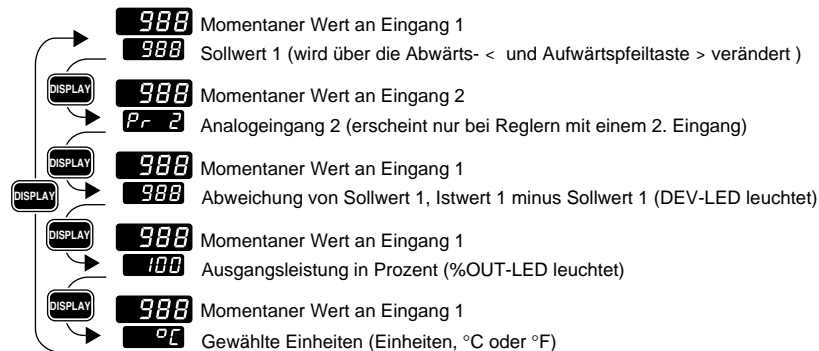 988 Momentaner Wert an Eingang 1
988 Sollwert 1 (wird über die Abwärts- < und Aufwärtspfeiltaste > verändert )
DISPLAY
988 Momentaner Wert an Eingang 2
Pr 2 Analogeingang 2 (erscheint nur bei Reglern mit einem 2. Eingang)
DISPLAY
988 Momentaner Wert an Eingang 1
988 Abweichung von Sollwert 1, Istwert 1 minus Sollwert 1 (DEV-LED leuchtet)
DISPLAY
DISPLAY
988 Momentaner Wert an Eingang 1
100 Ausgangsleistung in Prozent (%OUT-LED leuchtet)
DISPLAY
988 Momentaner Wert an Eingang 1
°C Gewählte Einheiten (Einheiten, °C oder °F)